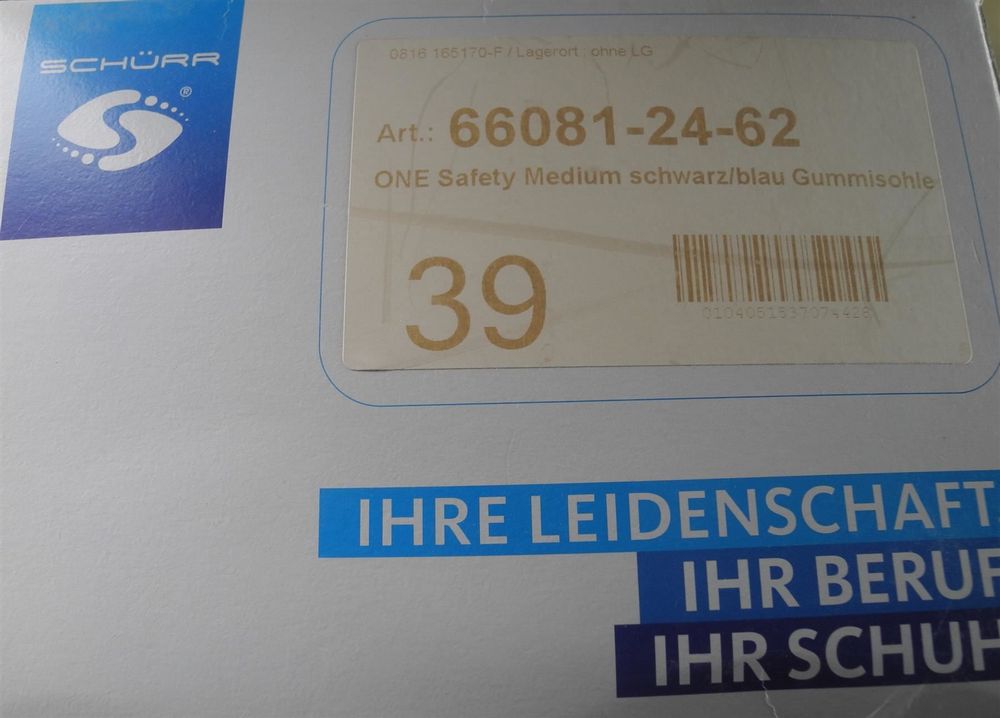 SCHÜRR
®
0816 165170-F / Lagerort : ohne LG
Art.: 66081-24-62
ONE Safety Medium schwarz/blau Gummisohle
39
0104051537074426
IHRE LEIDENSCHAFT
IHR BERUF
IHR SCHUH